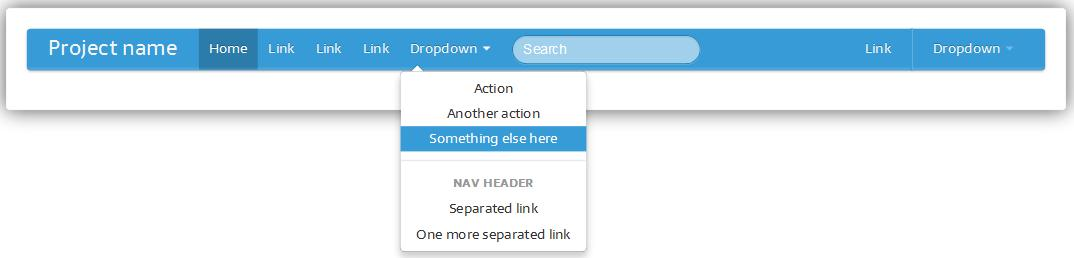 Project name Home Link Link Link Dropdown Search Link Dropdown
Action
Another action
Something else here
NAV HEADER
Separated link
One more separated link